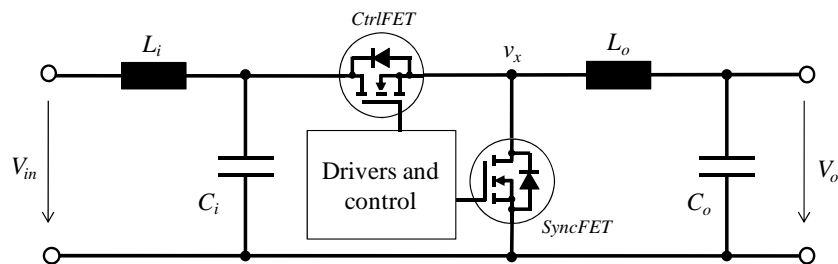 CtrlFET
L_i
v_x
L_o
V_in
C_i
Drivers and
control
SyncFET
C_o
V_o